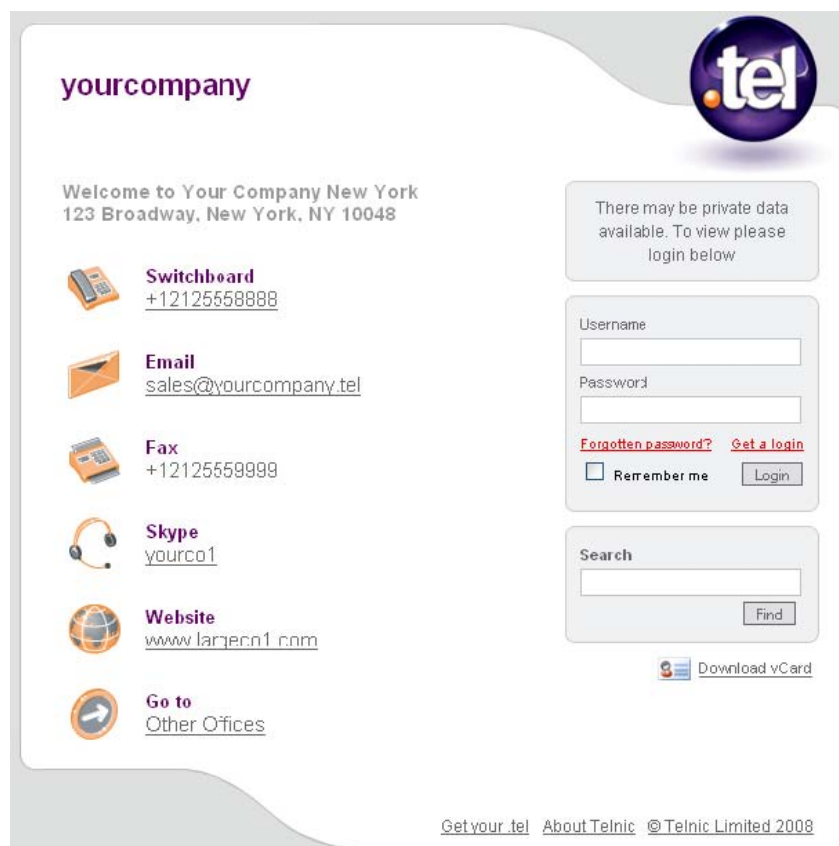 yourcompany
.tel
Welcome to Your Company New York
123 Broadway, New York, NY 10048
Switchboard
+12125558888
Email
sales@yourcompany.tel
Fax
+12125559999
Skype
yourco1
Website
www.largeco1.com
Go to
Other Offices
There may be private data
available. To view please
login below
Username
Password
Forgotten password? Get a login
Remember me Login
Search
Find
Download vCard
Get your .tel About Telnic © Telnic Limited 2008